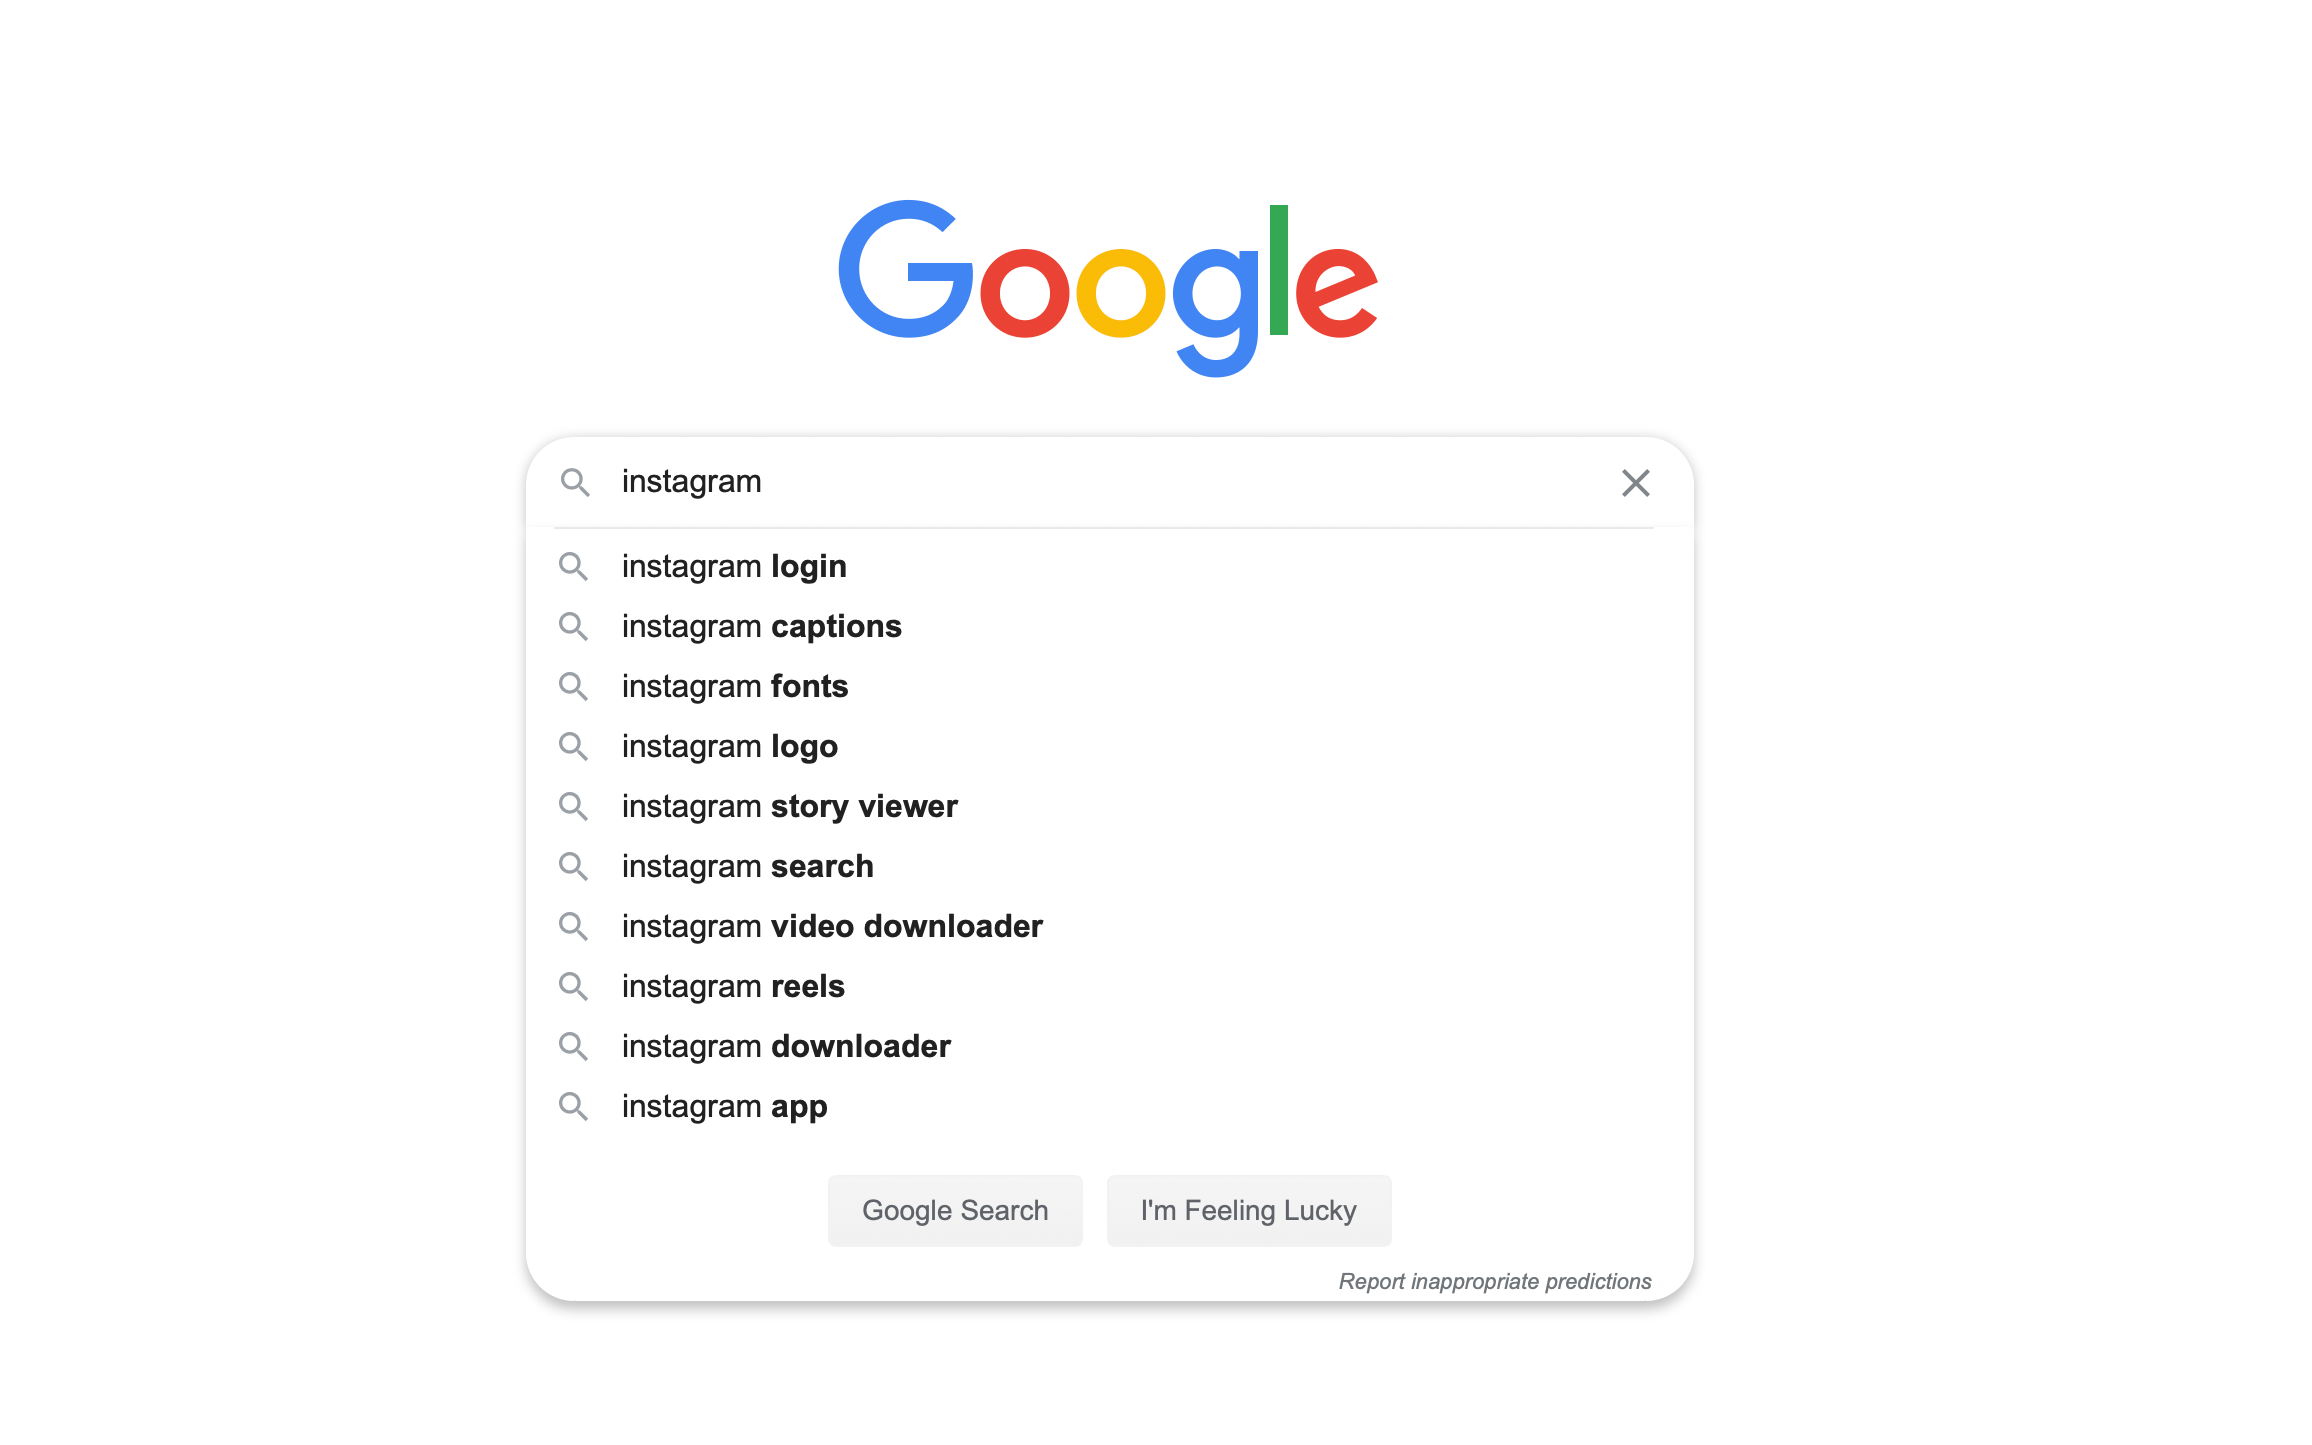 Google
instagram
instagram login
instagram captions
instagram fonts
instagram logo
instagram story viewer
instagram search
instagram video downloader
instagram reels
instagram downloader
instagram app
Google Search I'm Feeling Lucky
Report inappropriate predictions